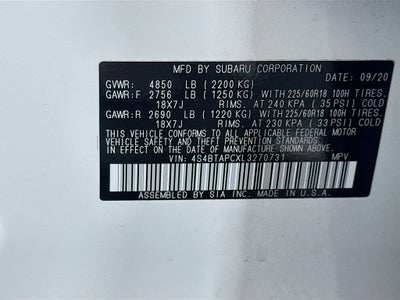 MFD BY SUBARU CORPORATION
DATE: 09/20
GVWR: 4850 LB ( 2200 KG)
GAWR:F 2756 LB ( 1250 KG) WITH 225/60R18 100H TIRES.
18X7J RIMS. AT 240 KPA ( 35 PSI) COLD
GAWR:R 2690 LB ( 1220 KG) WITH 225/60R18 100H TIRES.
18X7J RIMS. AT 230 KPA ( 33 PSI) COLD
THIS VEHICLE CONFORMS TO ALL APPLICABLE FEDERAL MOTOR
VEHICLE SAFETY AND THEFT PREVENTION STANDARDS IN EFFECT
ON THE DATE OF MANUFACTURE SHOWN ABOVE.
VIN: 4S4BTAPCXL3270731 MPV
ASSEMBLED BY SIA INC. MADE IN U.S.A.